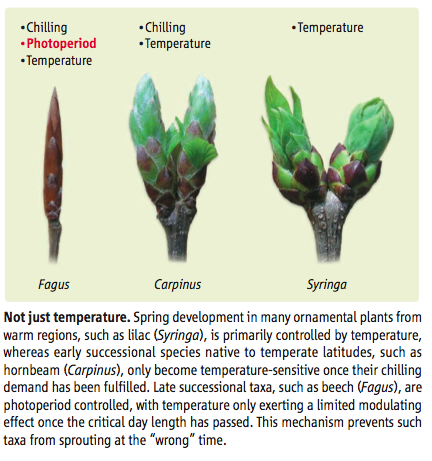 •Chilling
•Photoperiod
•Temperature
•Chilling
•Temperature
•Temperature
Fagus
Carpinus
Syringa
Not just temperature. Spring development in many ornamental plants from
warm regions, such as lilac (Syringa), is primarily controlled by temperature,
whereas early successional species native to temperate latitudes, such as
hornbeam (Carpinus), only become temperature-sensitive once their chilling
demand has been fulfilled. Late successional taxa, such as beech (Fagus), are
photoperiod controlled, with temperature only exerting a limited modulating
effect once the critical day length has passed. This mechanism prevents such
taxa from sprouting at the “wrong” time.